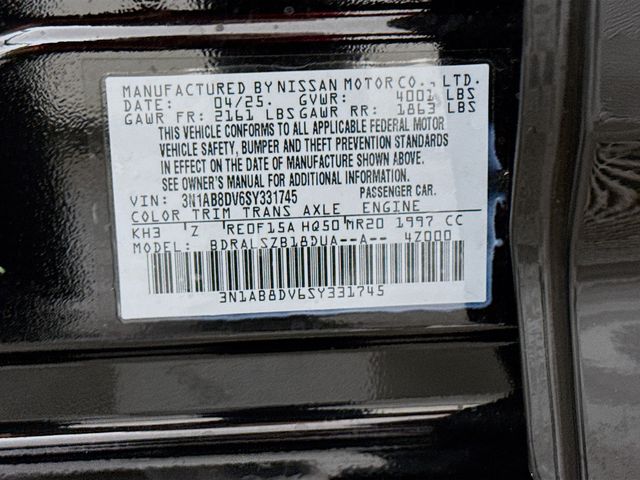 MANUFACTURED BY NISSAN MOTOR CO., LTD.
DATE: 04/25. GVWR: 4001 LBS
GAWR FR: 2161 LBS GAWR RR: 1863 LBS
THIS VEHICLE CONFORMS TO ALL APPLICABLE FEDERAL MOTOR
VEHICLE SAFETY, BUMPER AND THEFT PREVENTION STANDARDS
IN EFFECT ON THE DATE OF MANUFACTURE SHOWN ABOVE.
SEE OWNER'S MANUAL FOR ADDITIONAL INFORMATION.
VIN: 3N1AB8DV6SY331745 PASSENGER CAR.
COLOR TRIM TRANS AXLE ENGINE
KH3 Z RE0F15A HQ50 MR20 1997 CC
MODEL: BDRALSZB18DUA--A-- 4Z000
3N1AB8DV6SY331745